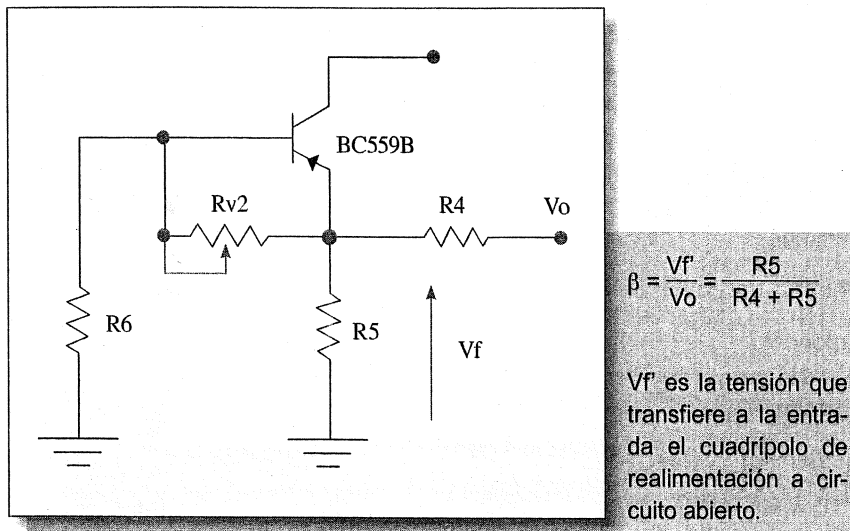 BC559B
Rv2
R4
Vo
R6
R5
Vf
β = Vf' / Vo = R5 / (R4 + R5)
Vf' es la tensión que
transfiere a la entra-
da el cuadrípolo de
realimentación a cir-
cuito abierto.